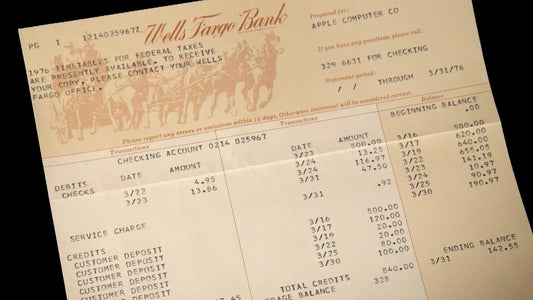 PG 1 12140259672
Wells Fargo Bank
Prepared for:
APPLE COMPUTER CO
If you have any questions, please call:
329 6631 FOR CHECKING
Statement period:
/ / THROUGH 3/31/76
1976 TIMETABLES FOR FEDERAL TAXES
ARE PRESENTLY AVAILABLE. TO RECEIVE
YOUR COPY, PLEASE CONTACT YOUR WELLS
FARGO OFFICE.
Please report any errors or omissions within 14 days. Otherwise statement will be considered correct.
Transactions Transactions Balance
CHECKING ACCOUNT 0214 025967
BEGINNING BALANCE
.00
DATE AMOUNT DATE AMOUNT
DEBITS
CHECKS 3/22 4.95 3/23 500.00 3/16 500.00
3/23 13.86 3/24 13.25 3/17 620.00
3/24 116.97 3/19 640.00
3/31 47.50 3/22 655.05
3/23 141.19
SERVICE CHARGE 3/31 .92 3/24 10.97
3/25 90.97
3/30 190.97
CREDITS
CUSTOMER DEPOSIT 3/16 500.00
CUSTOMER DEPOSIT 3/17 120.00
CUSTOMER DEPOSIT 3/19 20.00
CUSTOMER DEPOSIT 3/22 20.00
CUSTOMER DEPOSIT 3/25 80.00
CUSTOMER DEPOSIT 3/30 100.00
ENDING BALANCE
3/31 142.55
TOTAL CREDITS 840.00
BALANCE 328